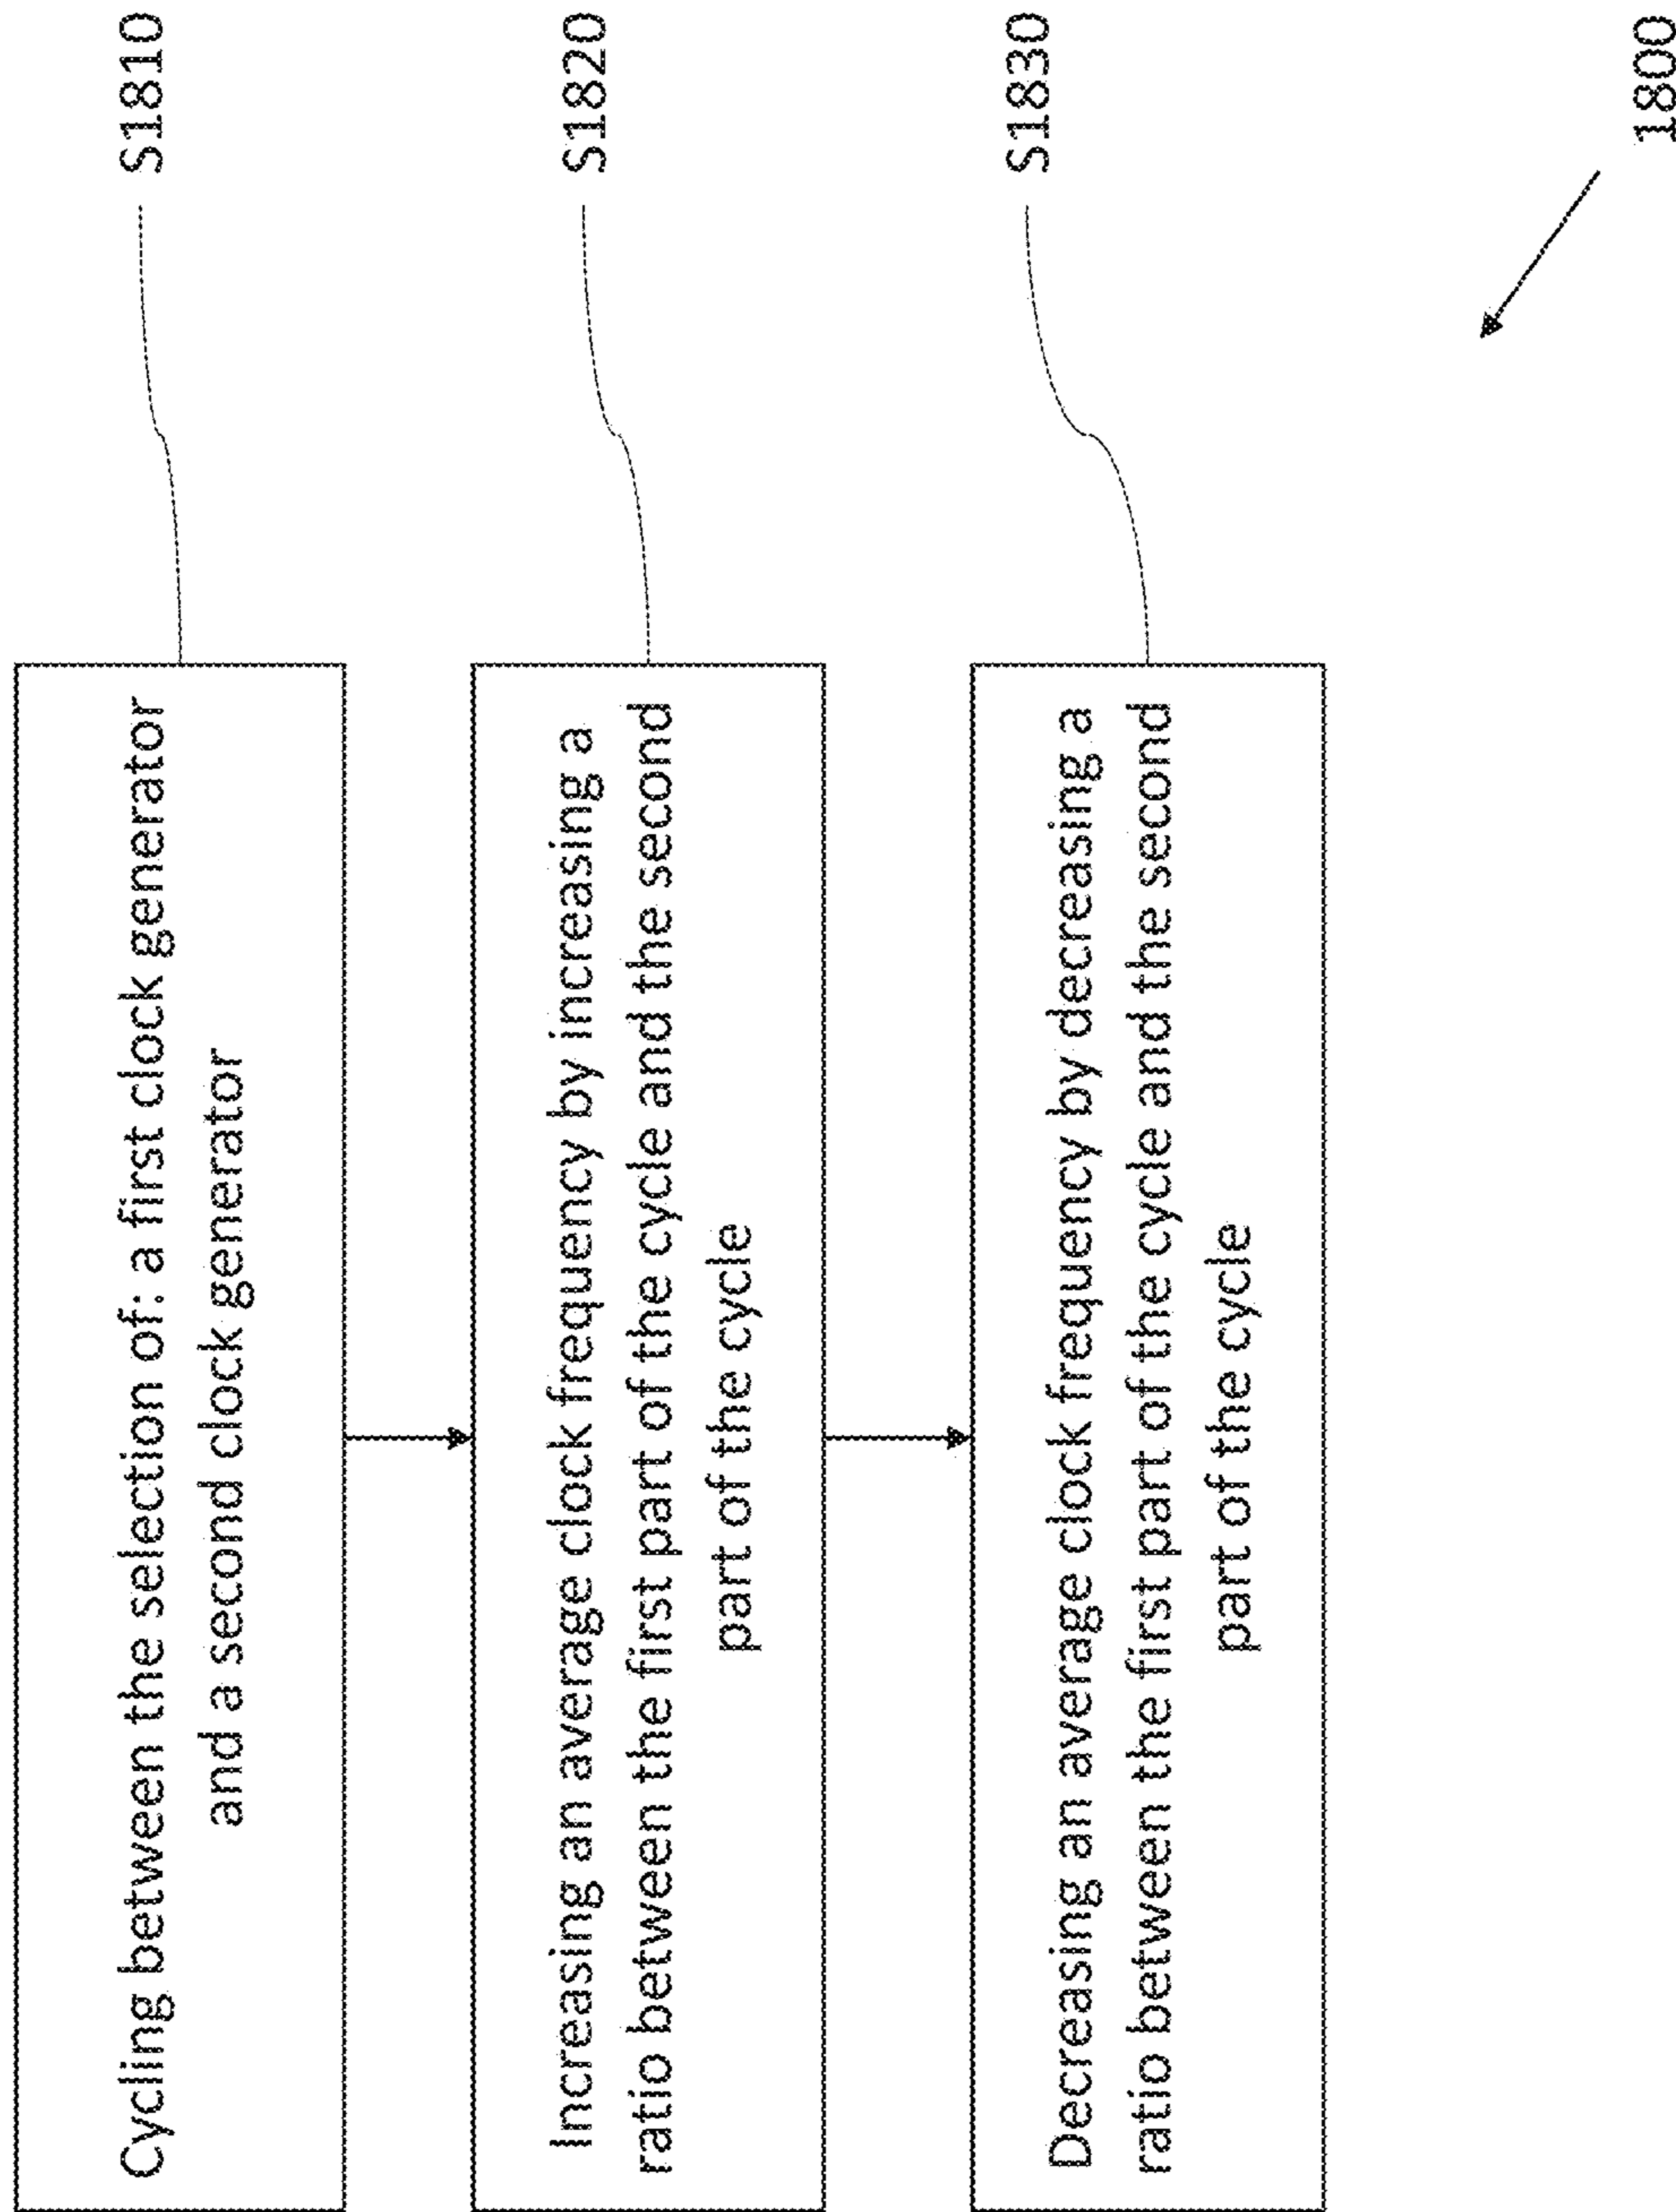 Cycling between the selection of: a first clock generator
and a second clock generator
S1810
Increasing an average clock frequency by increasing a
ratio between the first part of the cycle and the second
part of the cycle
S1820
Decreasing an average clock frequency by decreasing a
ratio between the first part of the cycle and the second
part of the cycle
S1830
1800